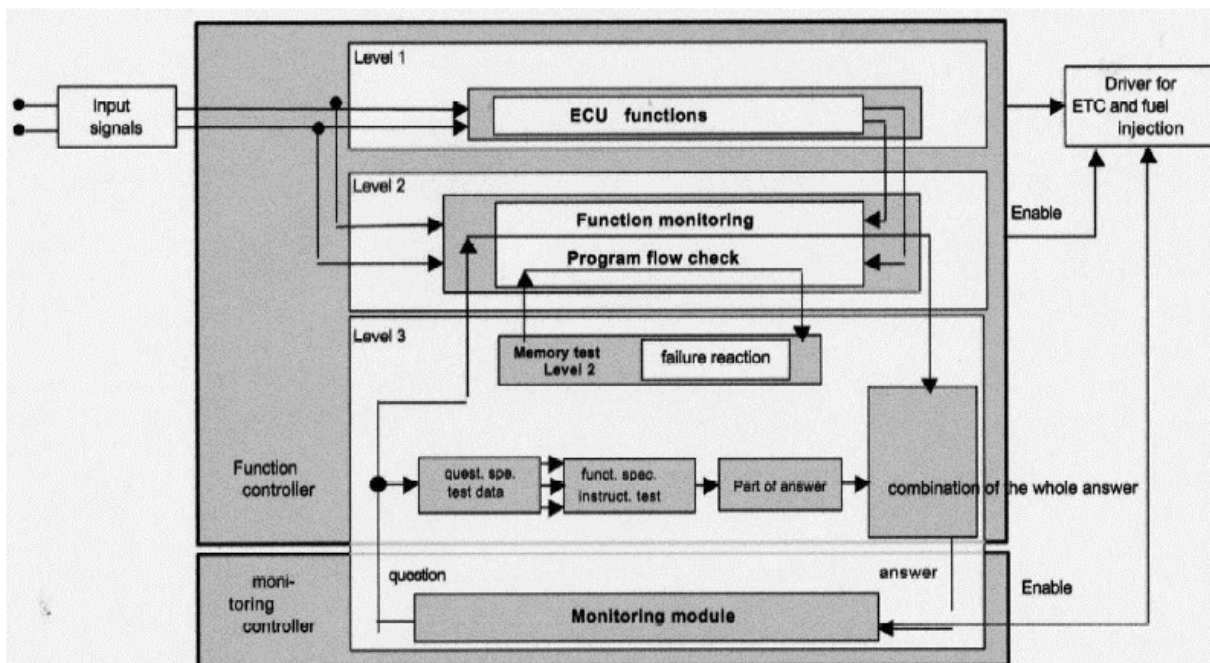 Level 1
Input
signals
ECU functions
Driver for
ETC and fuel
injection
Level 2
Function monitoring
Program flow check
Enable
Level 3
Memory test
Level 2
failure reaction
Function
controller
quest. spe.
test data
funct. spec.
instruct. test
Part of answer
combination of the whole answer
question
answer
Enable
moni-
toring
controller
Monitoring module